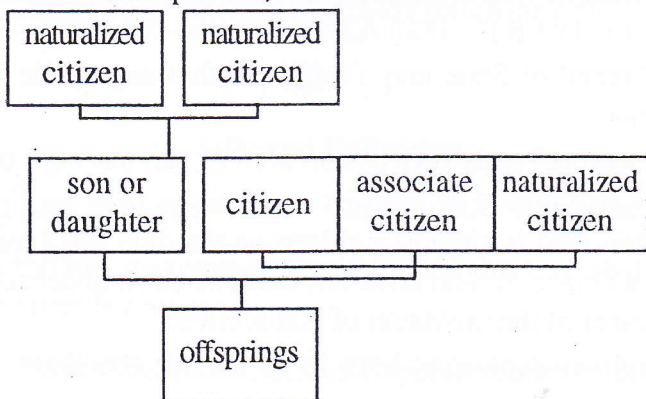 naturalized
citizen
naturalized
citizen
son or
daughter
citizen
associate
citizen
naturalized
citizen
offsprings